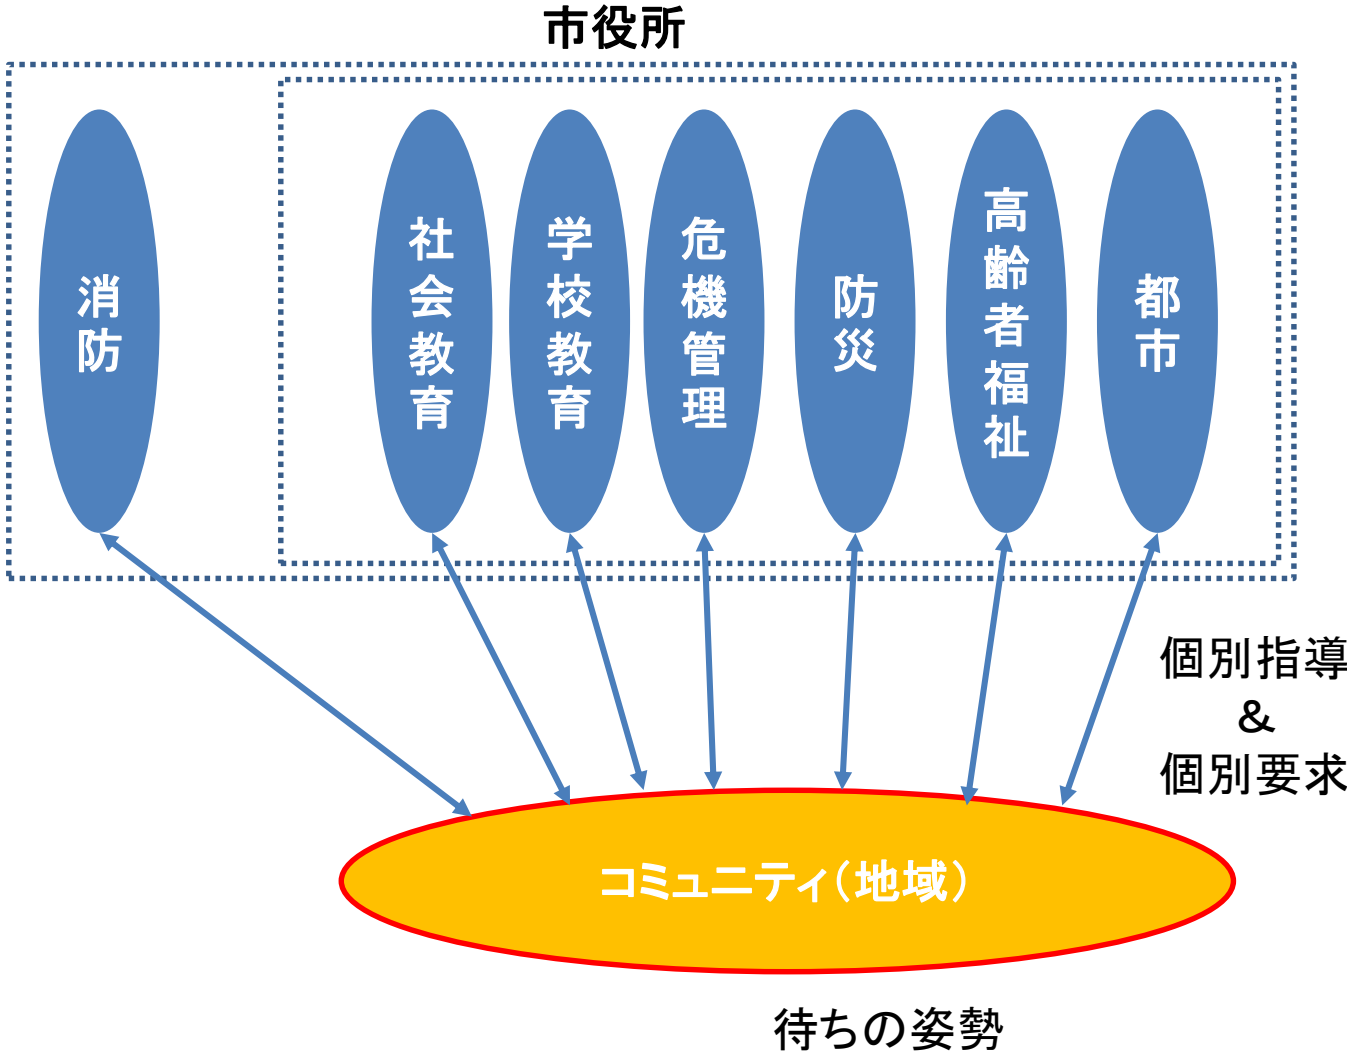 市役所
消防
社会教育
学校教育
危機管理
防災
高齢者福祉
都市
個別指導
＆
個別要求
コミュニティ（地域）
待ちの姿勢